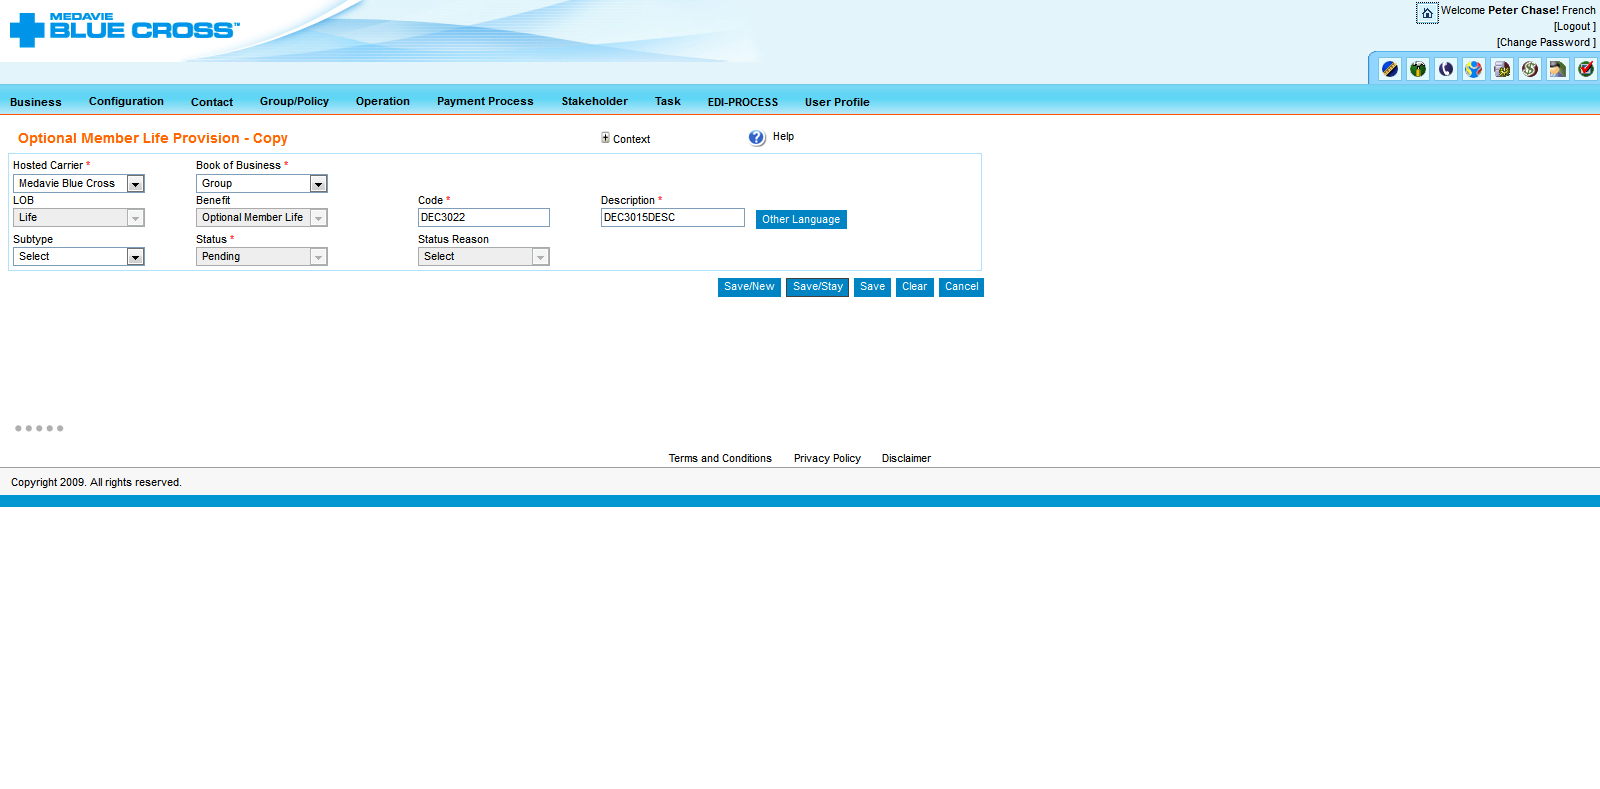 MEDAVIE
BLUE CROSS™
Welcome Peter Chase! French
[Logout ]
[Change Password ]
Business Configuration Contact Group/Policy Operation Payment Process Stakeholder Task EDI-PROCESS User Profile
Optional Member Life Provision - Copy
Context
Help
Hosted Carrier * Book of Business *
Medavie Blue Cross Group
LOB Benefit Code * Description *
Life Optional Member Life DEC3022 DEC3015DESC Other Language
Subtype Status * Status Reason
Select Pending Select
Save/New Save/Stay Save Clear Cancel
Terms and Conditions Privacy Policy Disclaimer
Copyright 2009. All rights reserved.